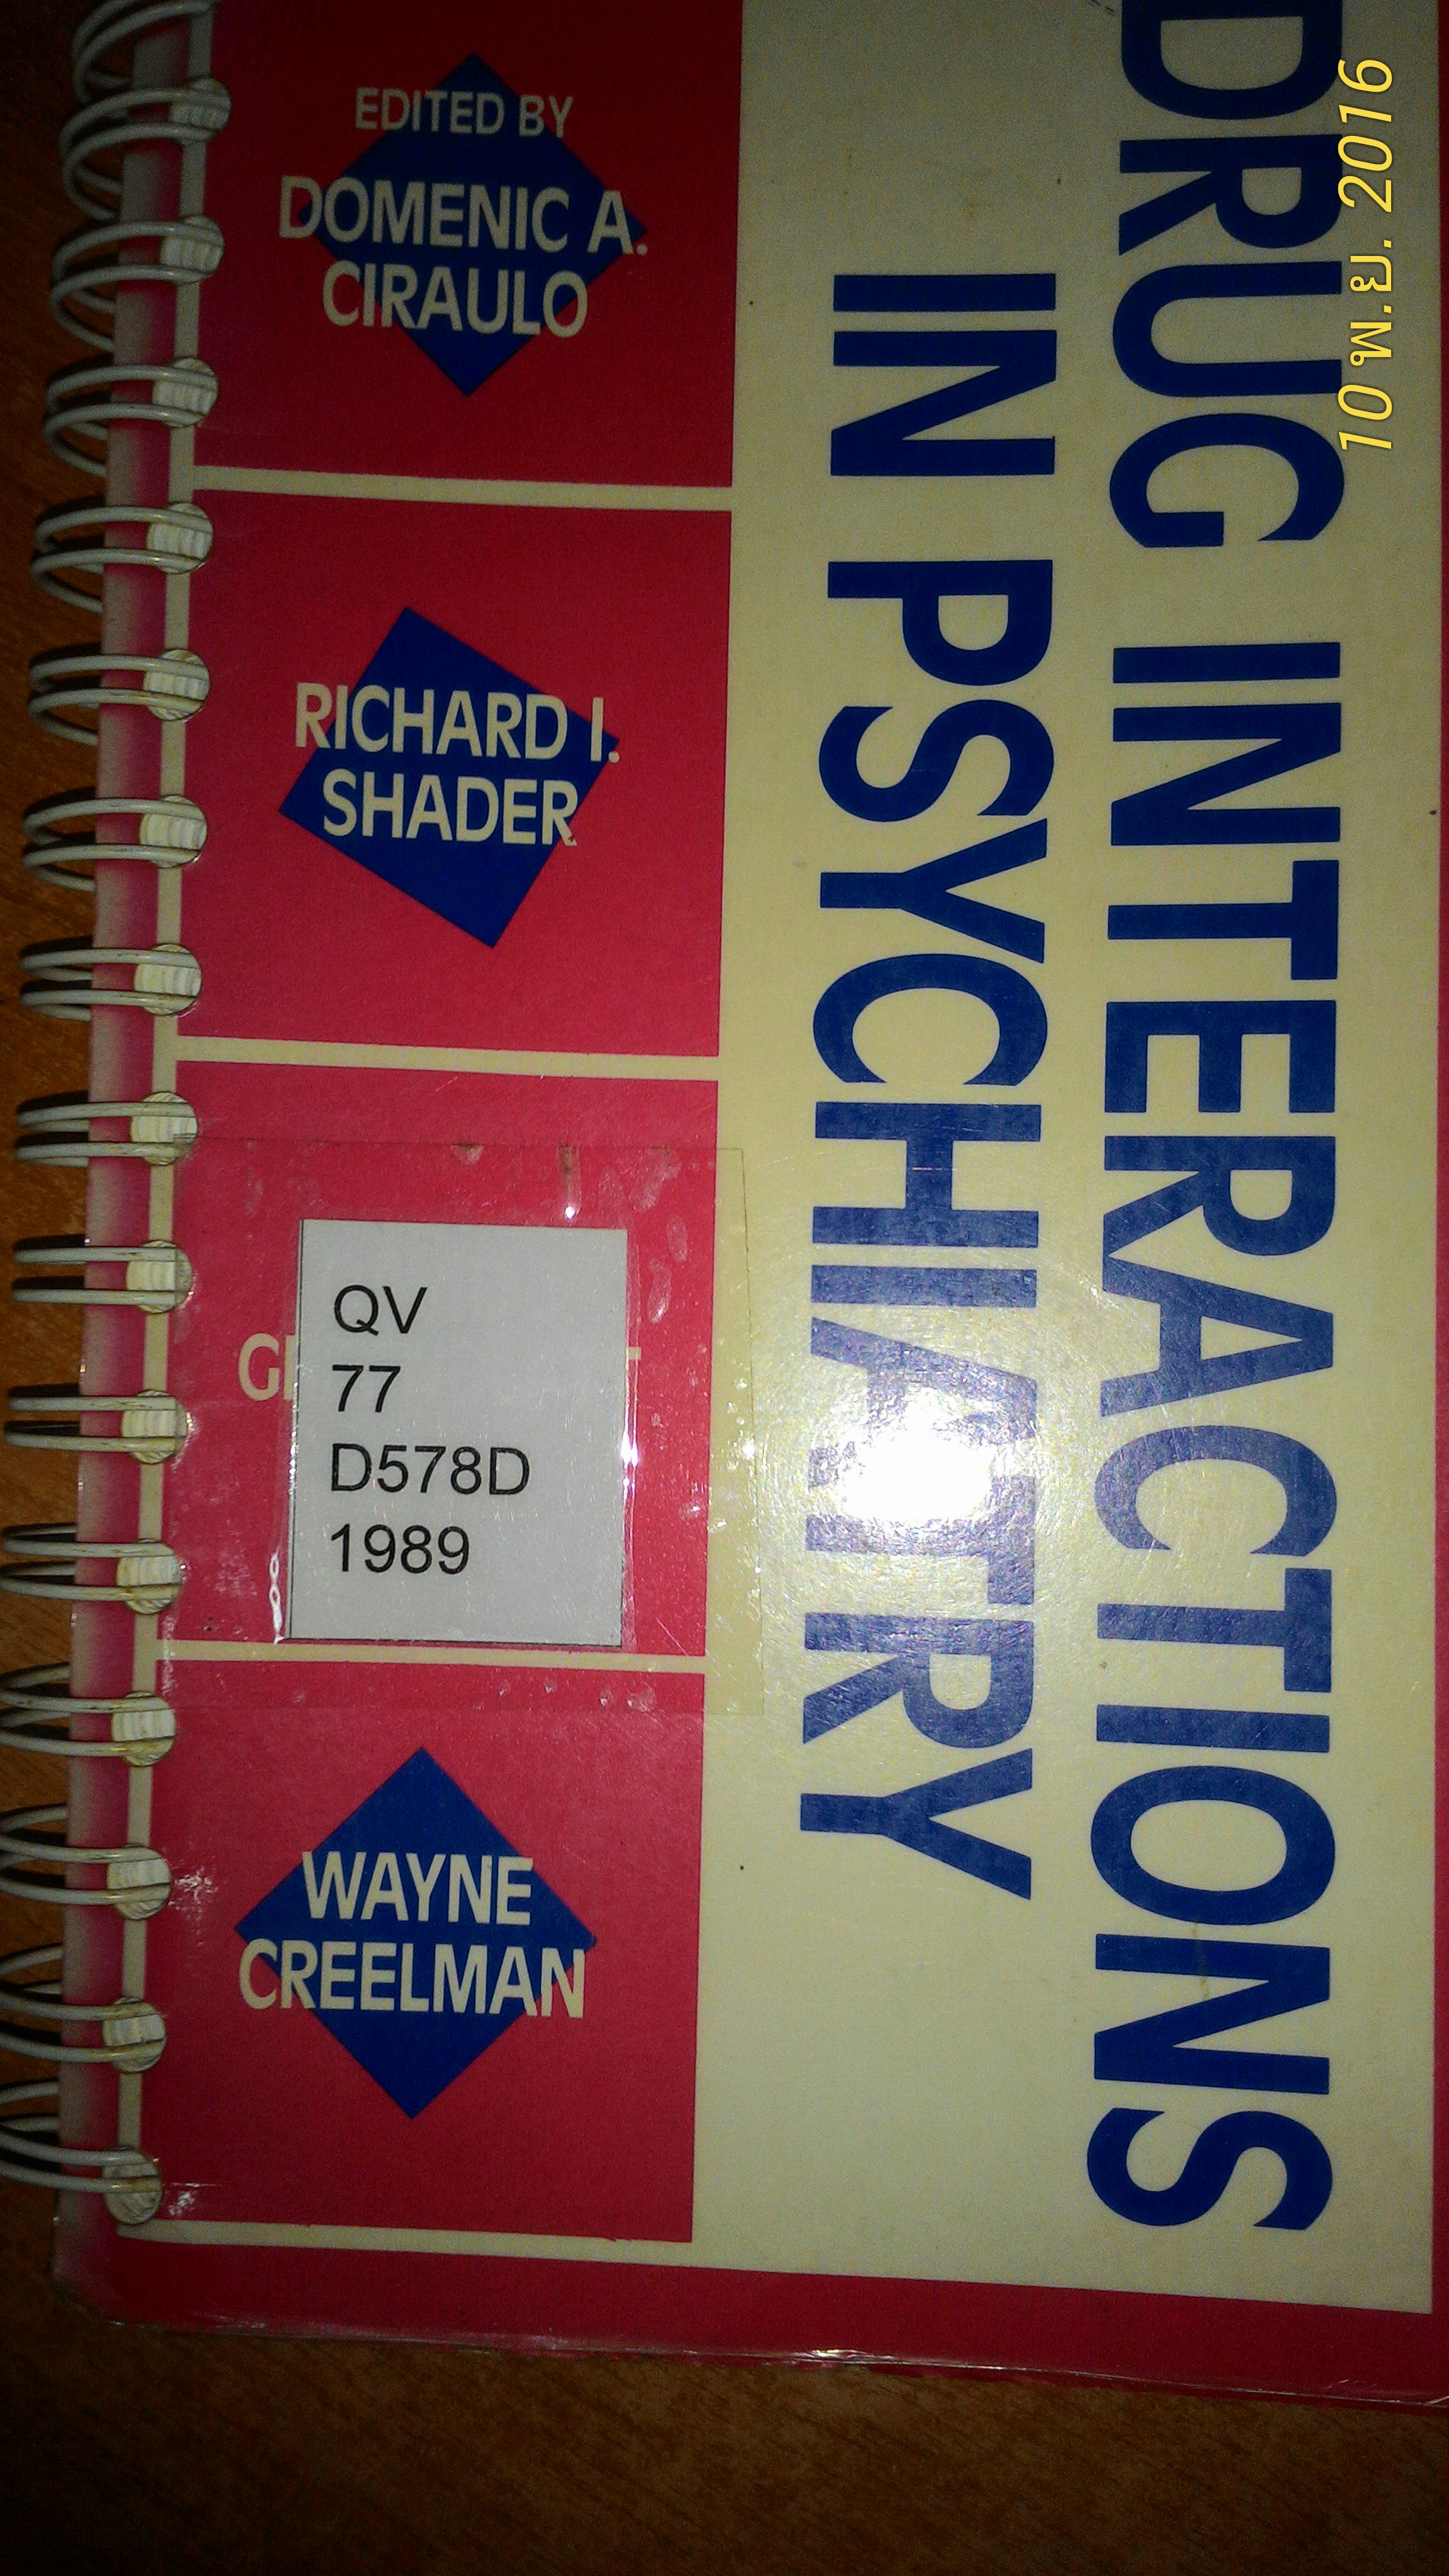 DRUG INTERACTIONS
IN PSYCHIATRY
EDITED BY
DOMENIC A.
CIRAULO
RICHARD I.
SHADER
QV
77
D578D
1989
WAYNE
CREELMAN
10 พ.ย. 2016